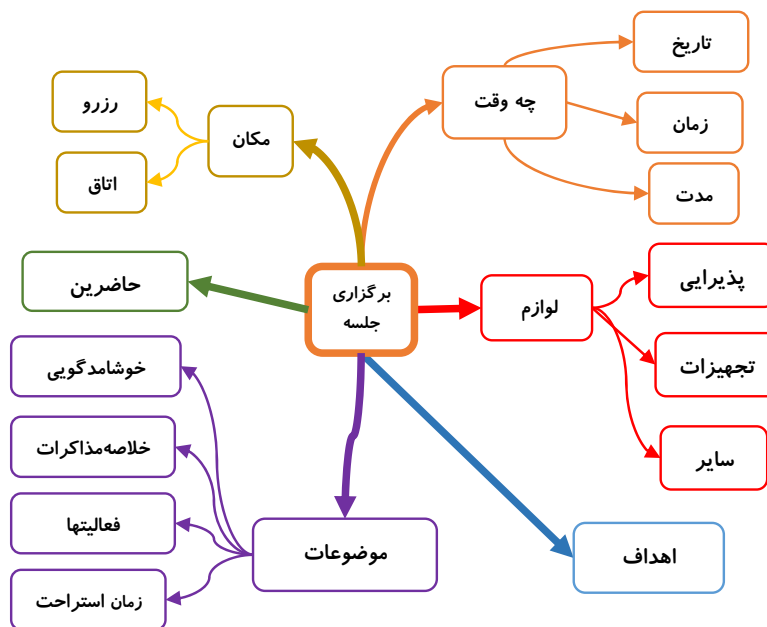 برگزاری
جلسه
چه وقت
تاریخ
زمان
مدت
لوازم
پذیرایی
تجهیزات
سایر
اهداف
موضوعات
خوشامدگویی
خلاصه‌مذاکرات
فعالیتها
زمان استراحت
حاضرین
مکان
رزرو
اتاق